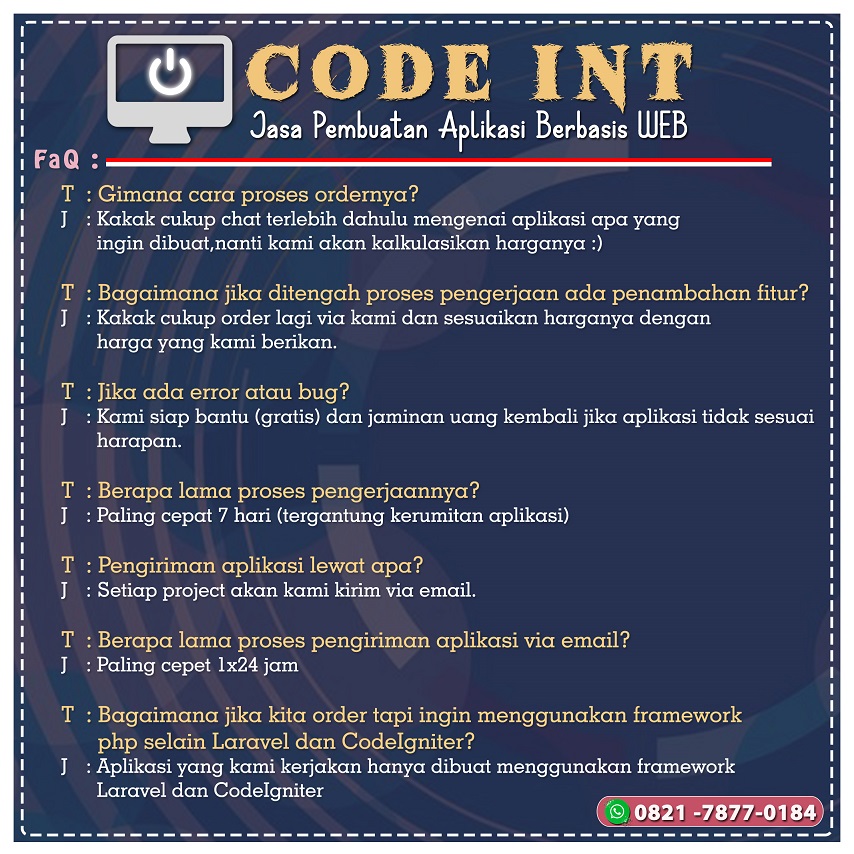 CODE INT
Jasa Pembuatan Aplikasi Berbasis WEB
FaQ :
T : Gimana cara proses ordernya?
J : Kakak cukup chat terlebih dahulu mengenai aplikasi apa yang
ingin dibuat,nanti kami akan kalkulasikan harganya :)
T : Bagaimana jika ditengah proses pengerjaan ada penambahan fitur?
J : Kakak cukup order lagi via kami dan sesuaikan harganya dengan
harga yang kami berikan.
T : Jika ada error atau bug?
J : Kami siap bantu (gratis) dan jaminan uang kembali jika aplikasi tidak sesuai
harapan.
T : Berapa lama proses pengerjaannya?
J : Paling cepat 7 hari (tergantung kerumitan aplikasi)
T : Pengiriman aplikasi lewat apa?
J : Setiap project akan kami kirim via email.
T : Berapa lama proses pengiriman aplikasi via email?
J : Paling cepet 1x24 jam
T : Bagaimana jika kita order tapi ingin menggunakan framework
php selain Laravel dan CodeIgniter?
J : Aplikasi yang kami kerjakan hanya dibuat menggunakan framework
Laravel dan CodeIgniter
0821 -7877-0184